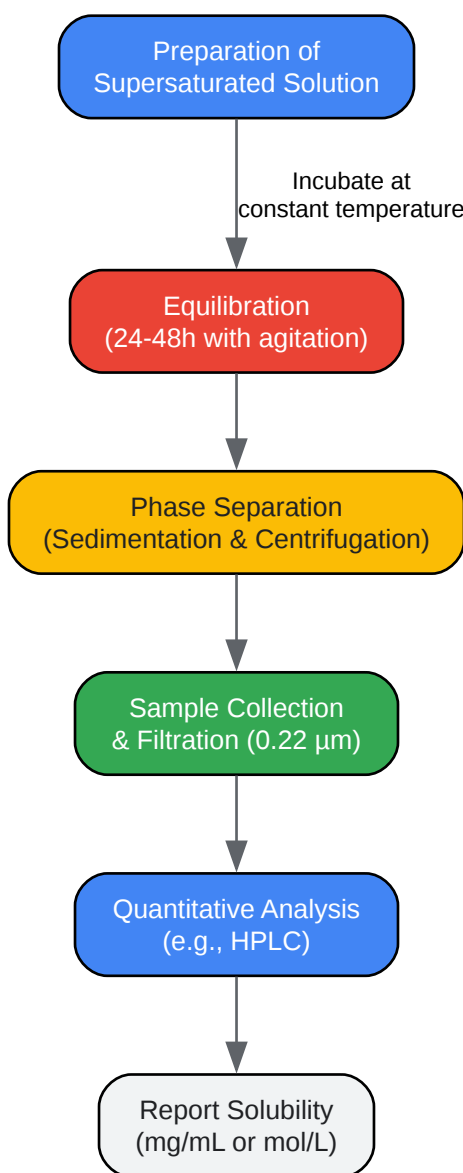 Preparation of
Supersaturated Solution
Incubate at
constant temperature
Equilibration
(24-48h with agitation)
Phase Separation
(Sedimentation & Centrifugation)
Sample Collection
& Filtration (0.22 µm)
Quantitative Analysis
(e.g., HPLC)
Report Solubility
(mg/mL or mol/L)